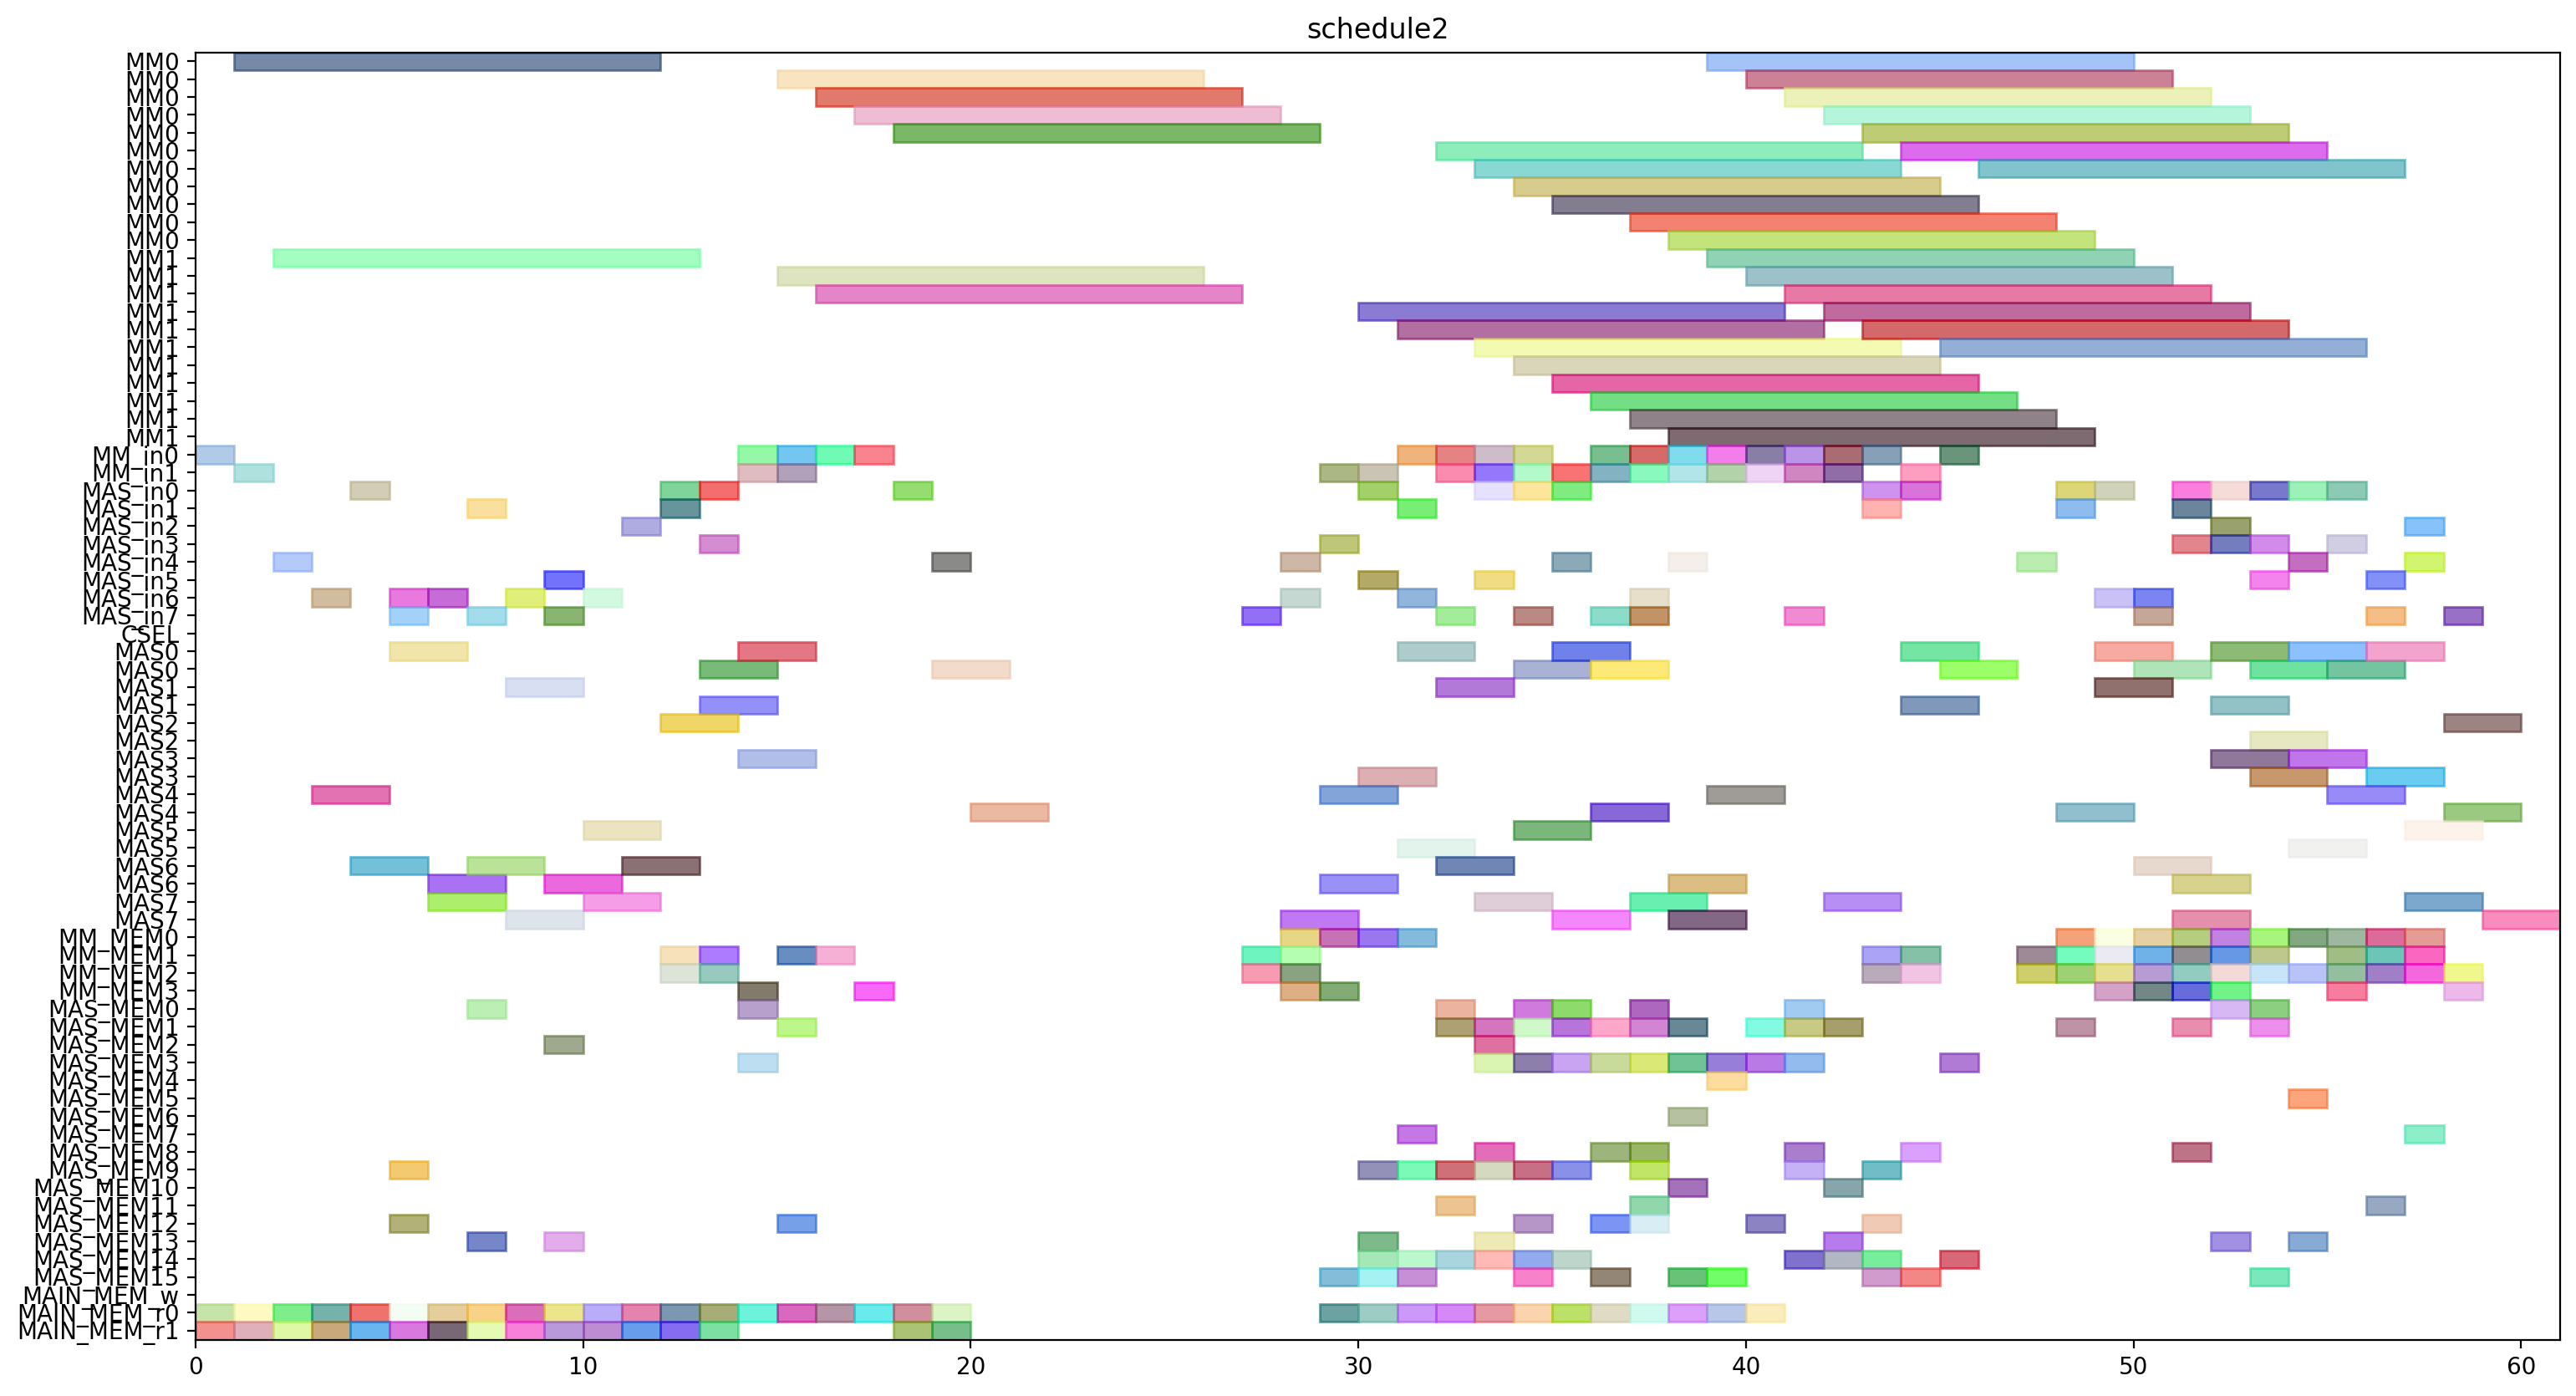 schedule2
MM0
MM0
MM0
MM0
MM0
MM0
MM0
MM0
MM0
MM0
MM0
MM1
MM1
MM1
MM1
MM1
MM1
MM1
MM1
MM1
MM1
MM1
MM_in0
MM_in1
MAS_in0
MAS_in1
MAS_in2
MAS_in3
MAS_in4
MAS_in5
MAS_in6
MAS_in7
CSEL
MAS0
MAS0
MAS1
MAS1
MAS2
MAS2
MAS3
MAS3
MAS4
MAS4
MAS5
MAS5
MAS6
MAS6
MAS7
MAS7
MM_MEM0
MM_MEM1
MM_MEM2
MM_MEM3
MAS_MEM0
MAS_MEM1
MAS_MEM2
MAS_MEM3
MAS_MEM4
MAS_MEM5
MAS_MEM6
MAS_MEM7
MAS_MEM8
MAS_MEM9
MAS_MEM10
MAS_MEM11
MAS_MEM12
MAS_MEM13
MAS_MEM14
MAS_MEM15
MAIN_MEM_w
MAIN_MEM_r0
MAIN_MEM_r1
0 10 20 30 40 50 60